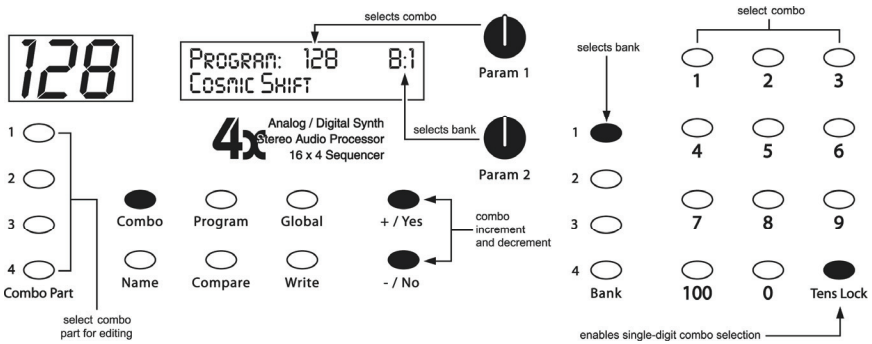 selects combo
128
PROGRAM: 128 8:1
COSMIC SHIFT
Param 1
4x
Analog / Digital Synth
Stereo Audio Processor
16 x 4 Sequencer
selects bank
Param 2
1
2
3
4
Combo Part
select combo
part for editing
Combo
Program
Global
+ / Yes
Name
Compare
Write
- / No
combo
increment
and decrement
select combo
selects bank
1
2
3
4
Bank
1 2 3
4 5 6
7 8 9
100 0 Tens Lock
enables single-digit combo selection